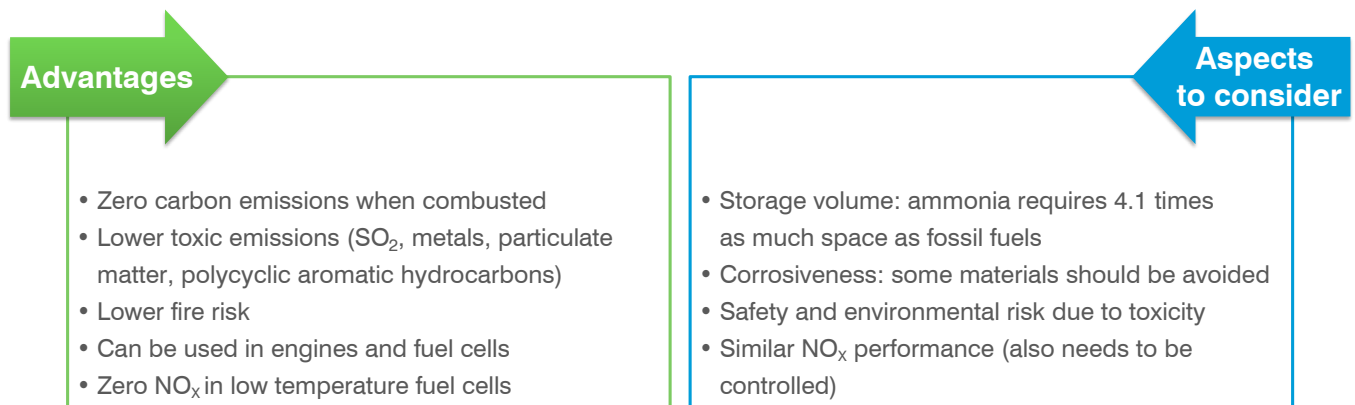 Advantages
• Zero carbon emissions when combusted
• Lower toxic emissions (SO₂, metals, particulate
matter, polycyclic aromatic hydrocarbons)
• Lower fire risk
• Can be used in engines and fuel cells
• Zero NOₓ in low temperature fuel cells
Aspects
to consider
• Storage volume: ammonia requires 4.1 times
as much space as fossil fuels
• Corrosiveness: some materials should be avoided
• Safety and environmental risk due to toxicity
• Similar NOₓ performance (also needs to be
controlled)